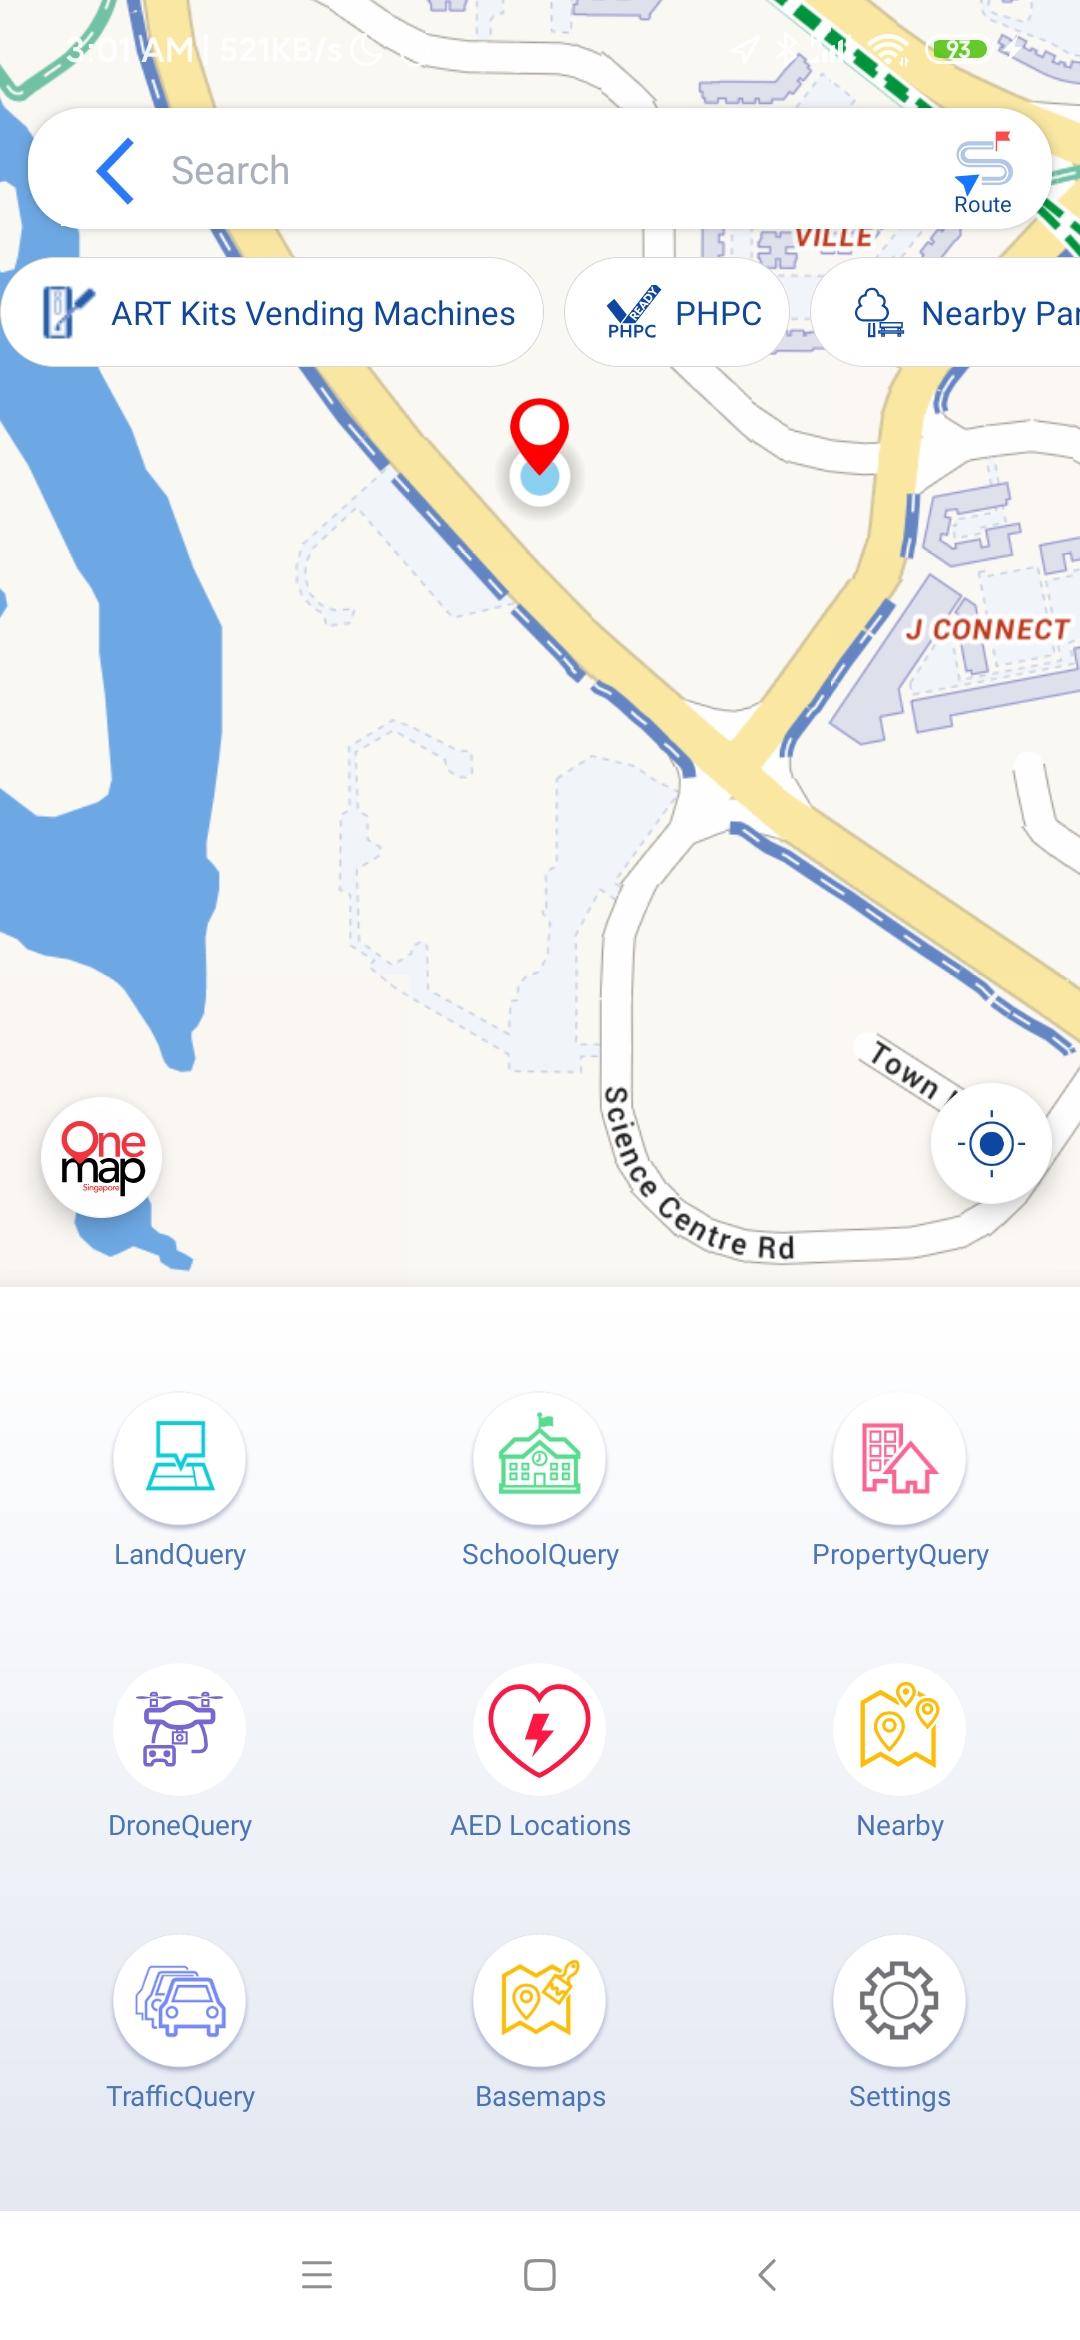 3:01 AM | 521KB/s
93
Search
Route
VILLE
ART Kits Vending Machines
READY
PHPC
PHPC
Nearby Par
J CONNECT
Town
One
map
Singapore
Science Centre Rd
LandQuery
SchoolQuery
PropertyQuery
DroneQuery
AED Locations
Nearby
TrafficQuery
Basemaps
Settings